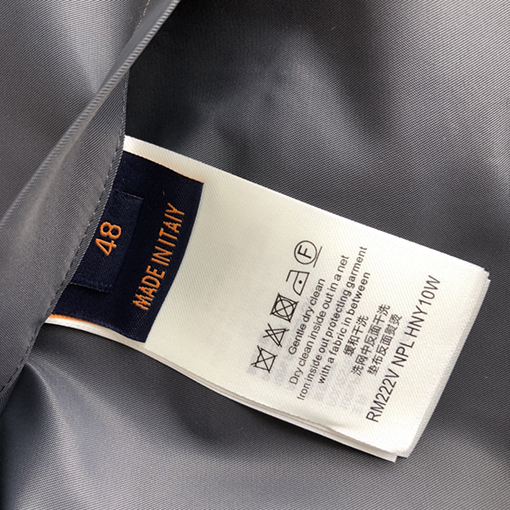 48
MADE IN ITAIY
Gentle dry clean
Dry clean inside out in a net
Iron inside out protecting garment
with a fabric in between
缓和干洗
洗网中反面干洗
垫布反面熨烫
RM222V NPL HNY10W